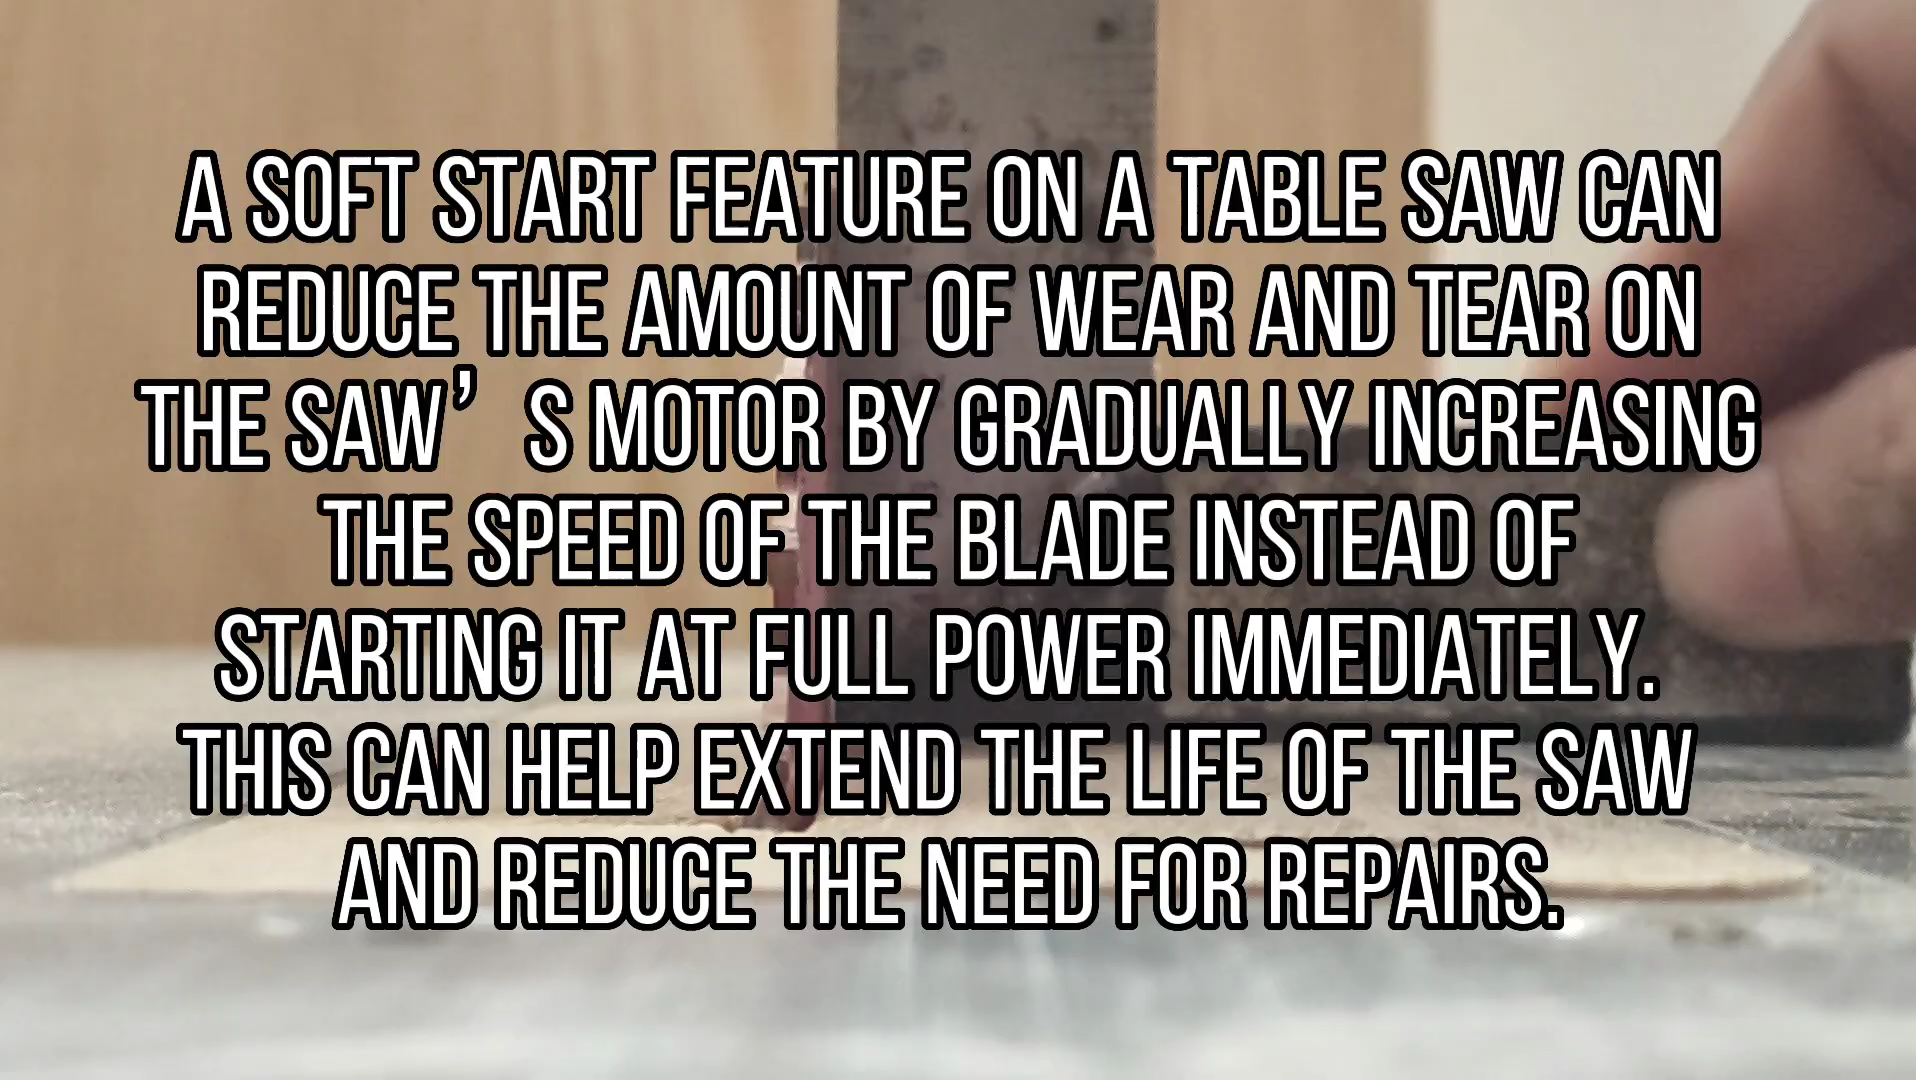 A SOFT START FEATURE ON A TABLE SAW CAN
REDUCE THE AMOUNT OF WEAR AND TEAR ON
THE SAW’S MOTOR BY GRADUALLY INCREASING
THE SPEED OF THE BLADE INSTEAD OF
STARTING IT AT FULL POWER IMMEDIATELY.
THIS CAN HELP EXTEND THE LIFE OF THE SAW
AND REDUCE THE NEED FOR REPAIRS.